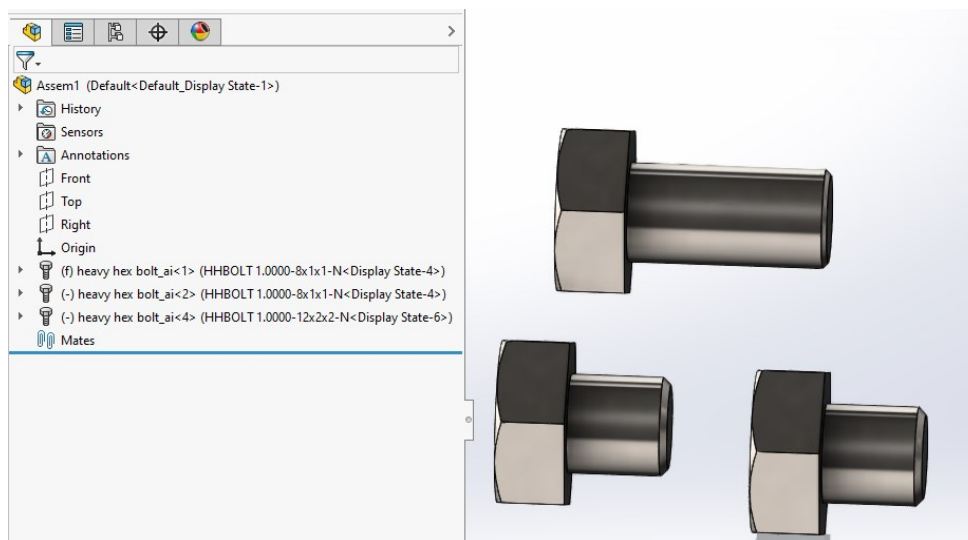 Assem1 (Default<Default_Display State-1>)
History
Sensors
Annotations
Front
Top
Right
Origin
(f) heavy hex bolt_ai<1> (HHBOLT 1.0000-8x1x1-N<Display State-4>)
(-) heavy hex bolt_ai<2> (HHBOLT 1.0000-8x1x1-N<Display State-4>)
(-) heavy hex bolt_ai<4> (HHBOLT 1.0000-12x2x2-N<Display State-6>)
Mates